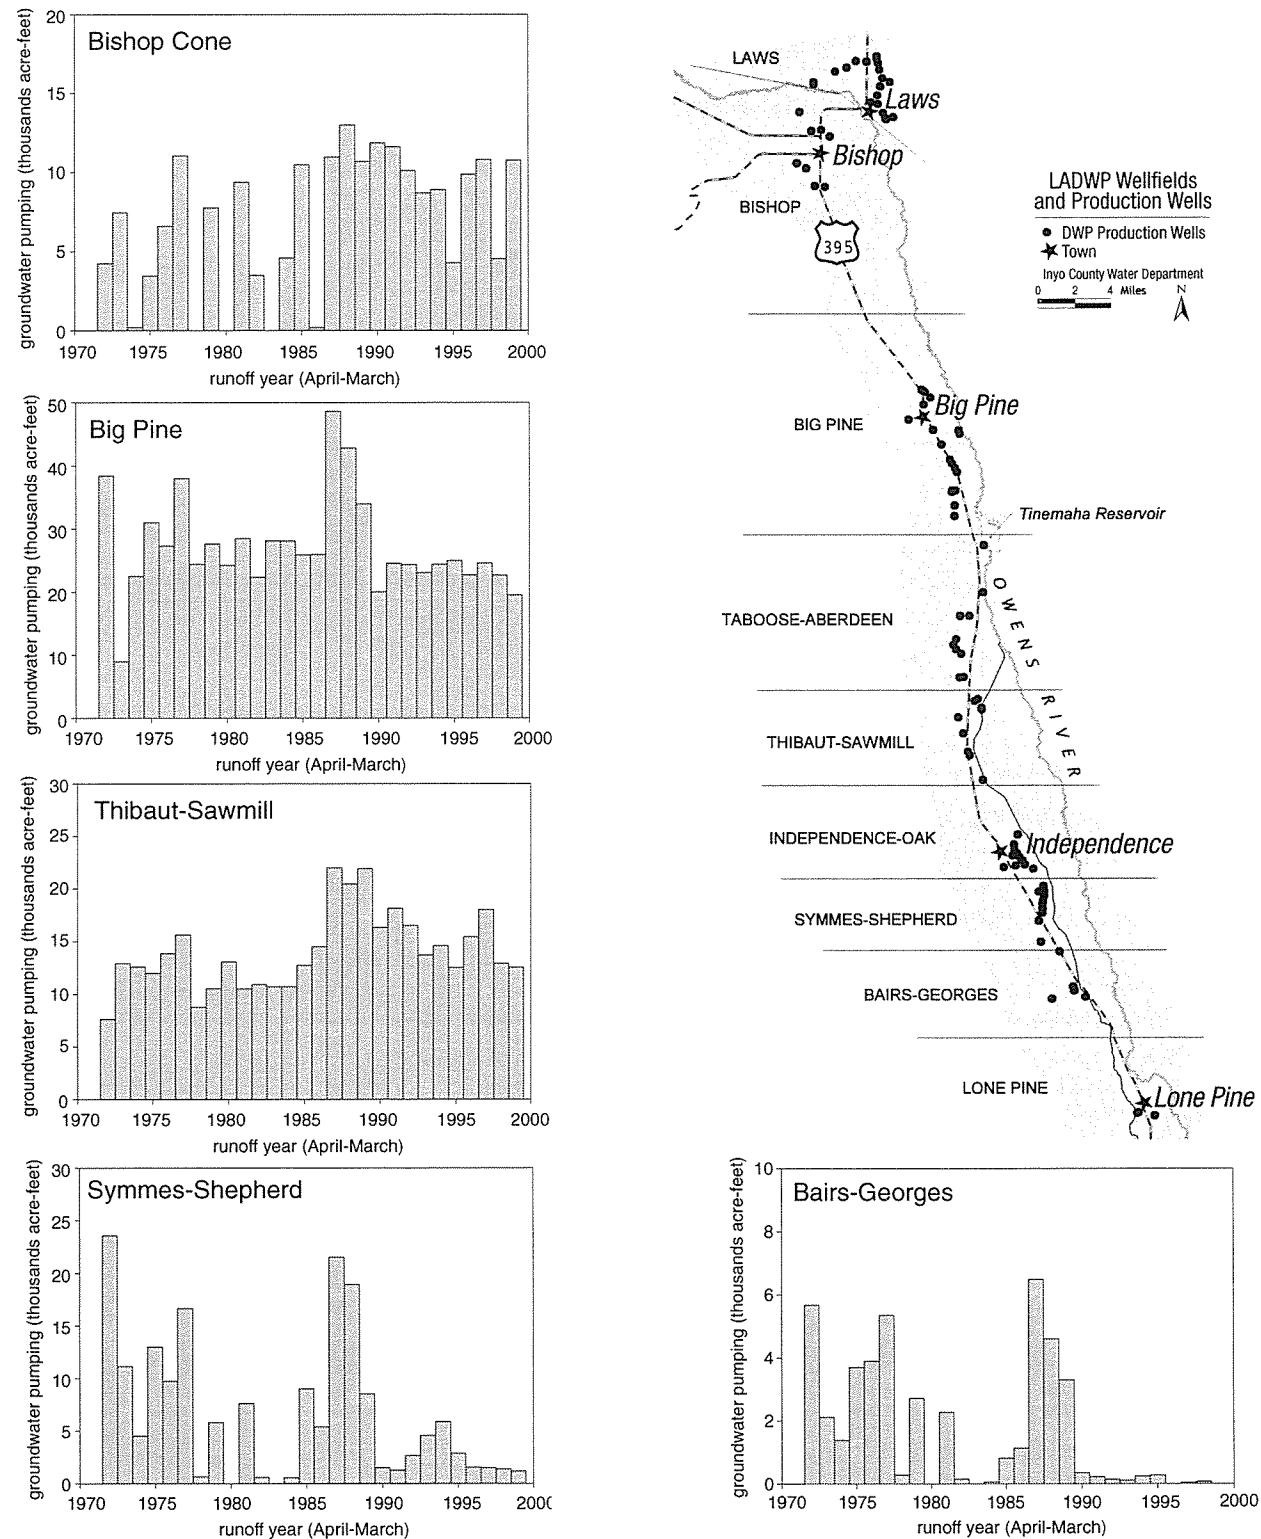 Bishop Cone
groundwater pumping (thousands acre-feet)
20
15
10
5
0
1970 1975 1980 1985 1990 1995 2000
runoff year (April-March)
Big Pine
groundwater pumping (thousands acre-feet)
50
40
30
20
10
0
1970 1975 1980 1985 1990 1995 2000
runoff year (April-March)
Thibaut-Sawmill
groundwater pumping (thousands acre-feet)
30
25
20
15
10
5
0
1970 1975 1980 1985 1990 1995 2000
runoff year (April-March)
Symmes-Shepherd
groundwater pumping (thousands acre-feet)
30
25
20
15
10
5
0
1970 1975 1980 1985 1990 1995 200
runoff year (April-March)
LAWS
Laws
Bishop
BISHOP
395
LADWP Wellfields
and Production Wells
DWP Production Wells
Town
Inyo County Water Department
0 2 4 Miles
N
BIG PINE
Big Pine
Tinemaha Reservoir
TABOOSE-ABERDEEN
OWENS RIVER
THIBAUT-SAWMILL
INDEPENDENCE-OAK
Independence
SYMMES-SHEPHERD
BAIRS-GEORGES
LONE PINE
Lone Pine
Bairs-Georges
groundwater pumping (thousands acre-feet)
10
8
6
4
2
0
1970 1975 1980 1985 1990 1995 2000
runoff year (April-March)